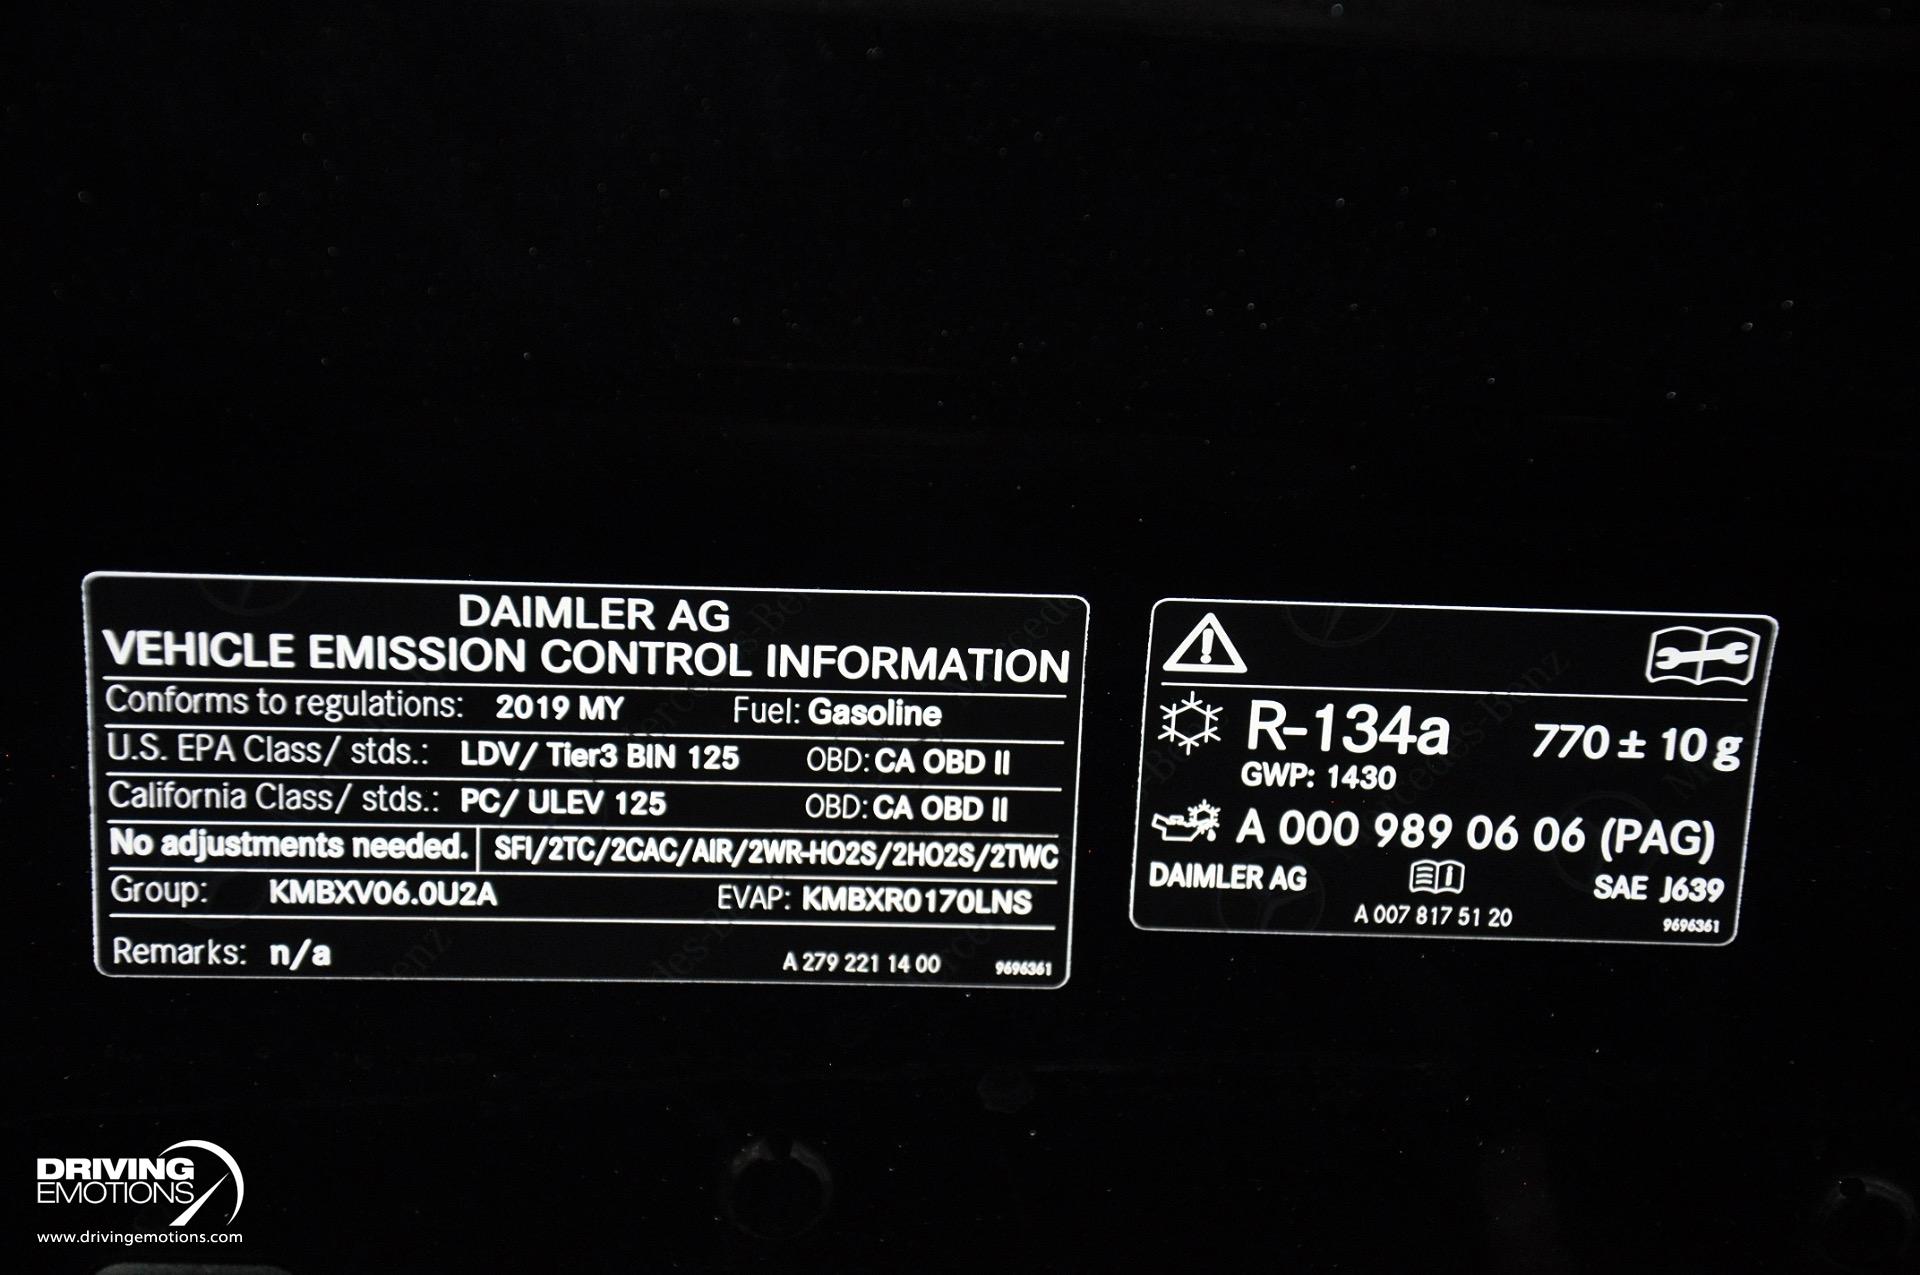 DAIMLER AG
VEHICLE EMISSION CONTROL INFORMATION
Conforms to regulations: 2019 MY Fuel: Gasoline
U.S. EPA Class/ stds.: LDV/ Tier3 BIN 125 OBD: CA OBD II
California Class/ stds.: PC/ ULEV 125 OBD: CA OBD II
No adjustments needed. SFI/2TC/2CAC/AIR/2WR-HO2S/2HO2S/2TWC
Group: KMBXV06.0U2A EVAP: KMBXR0170LNS
Remarks: n/a A 279 221 14 00 9696361
R-134a 770 ± 10 g
GWP: 1430
A 000 989 06 06 (PAG)
DAIMLER AG SAE J639
A 007 817 51 20 9696361
DRIVING
EMOTIONS
www.drivingemotions.com